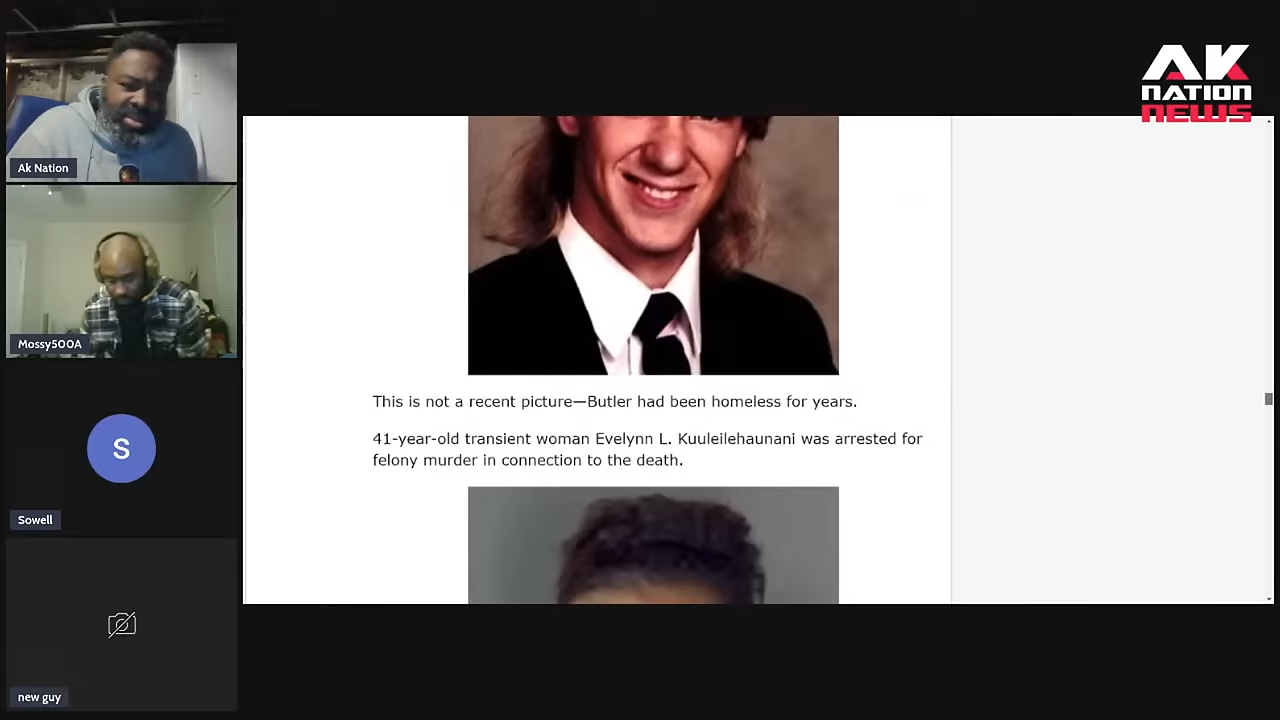 Ak Nation
Mossy500A
S
Sowell
new guy
AK
NATION
NEWS
This is not a recent picture—Butler had been homeless for years.
41-year-old transient woman Evelynn L. Kuuleilehaunani was arrested for
felony murder in connection to the death.